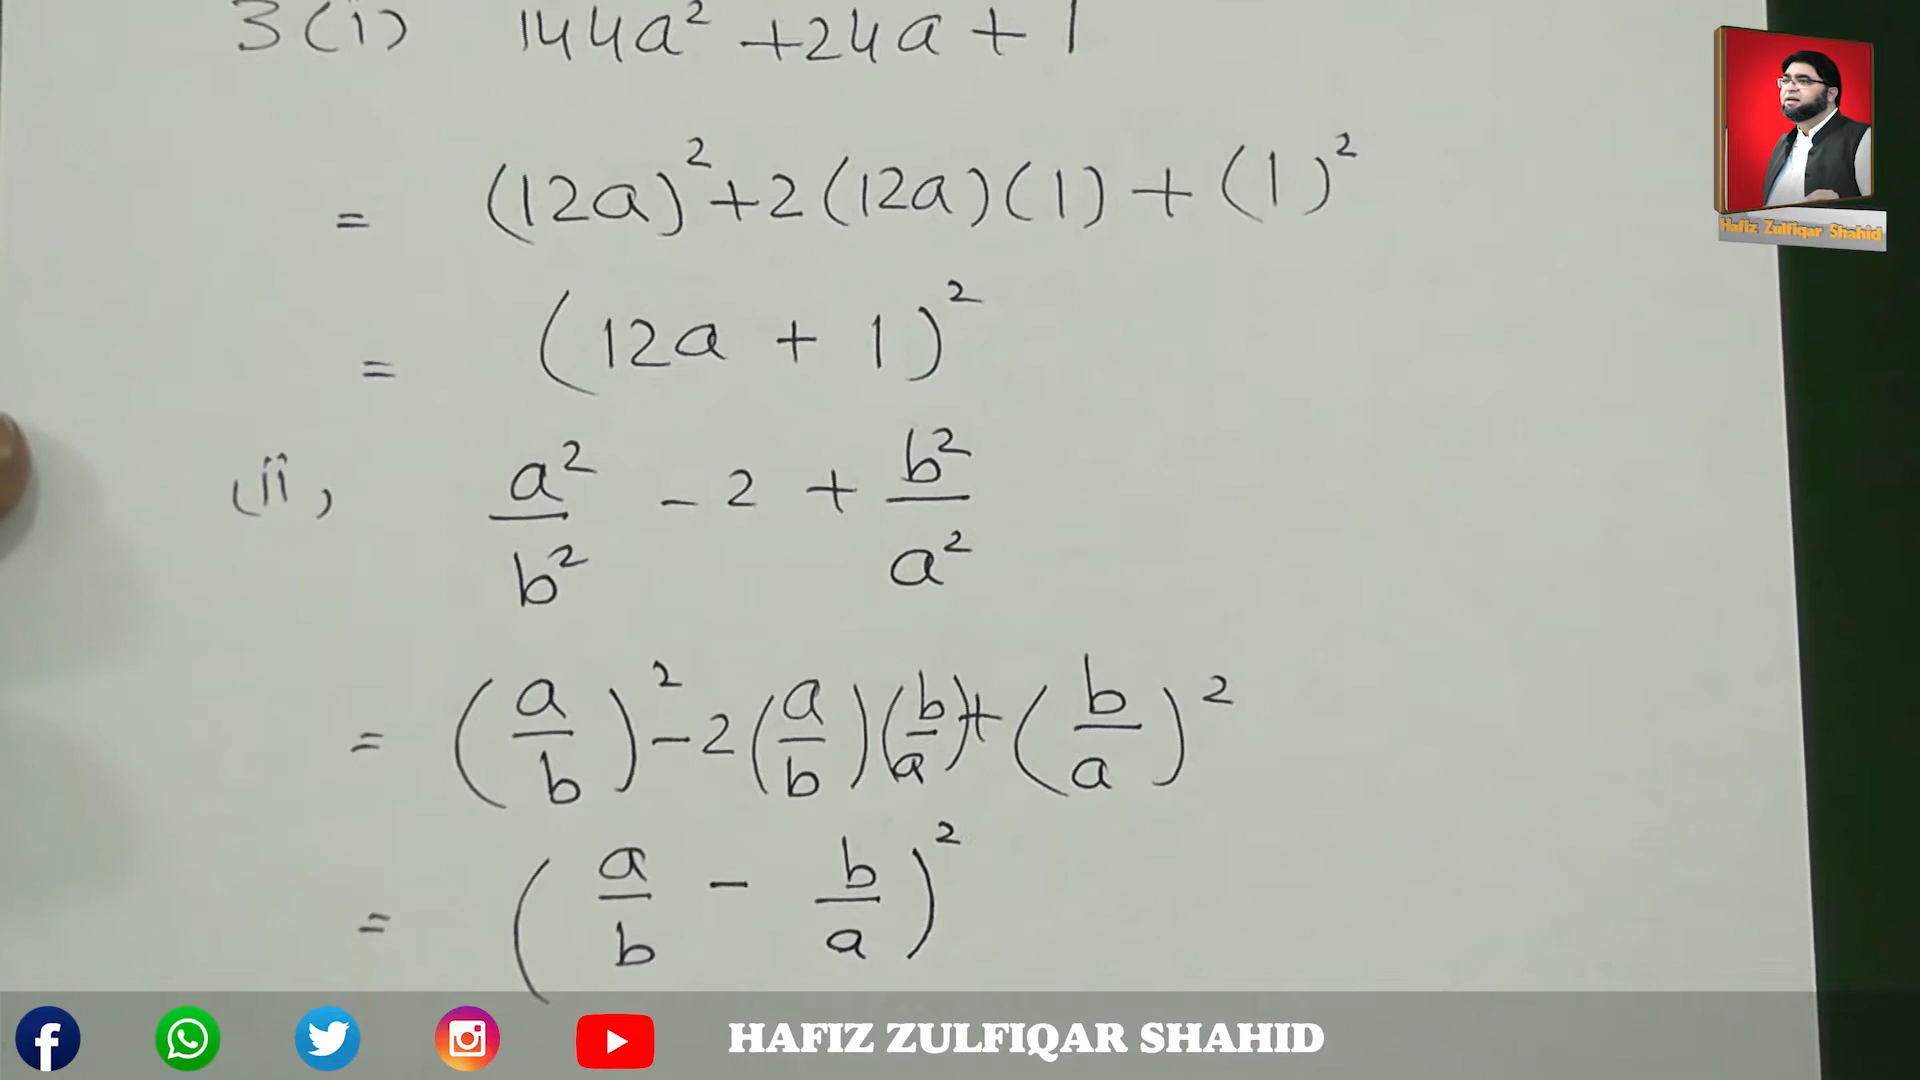 3(i) 144a² + 24a + 1
= (12a)² + 2(12a)(1) + (1)²
= (12a + 1)²
(ii, a²/b² - 2 + b²/a²
= (a/b)² - 2(a/b)(b/a) + (b/a)²
= (a/b - b/a)²
Hafiz Zulfiqar Shahid
HAFIZ ZULFIQAR SHAHID